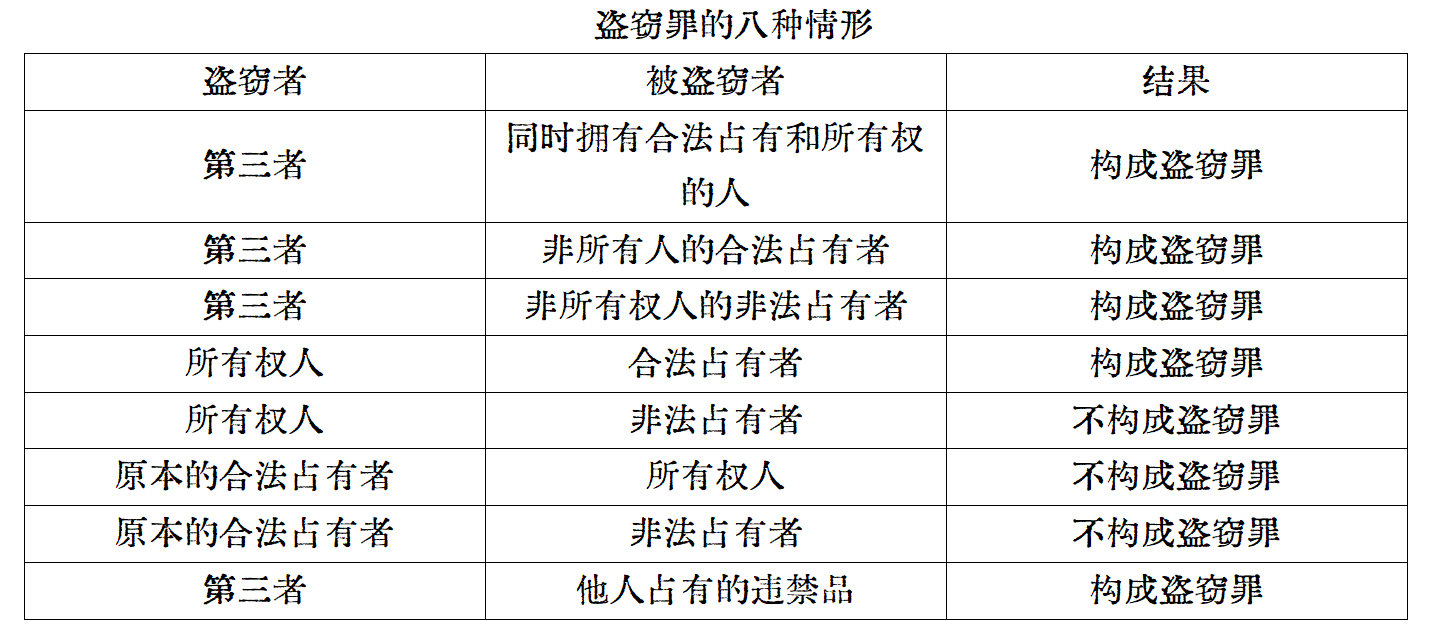 盗窃罪的八种情形
盗窃者 被盗窃者 结果
第三者 同时拥有合法占有和所有权的人 构成盗窃罪
第三者 非所有人的合法占有者 构成盗窃罪
第三者 非所有权人的非法占有者 构成盗窃罪
所有权人 合法占有者 构成盗窃罪
所有权人 非法占有者 不构成盗窃罪
原本的合法占有者 所有权人 不构成盗窃罪
原本的合法占有者 非法占有者 不构成盗窃罪
第三者 他人占有的违禁品 构成盗窃罪